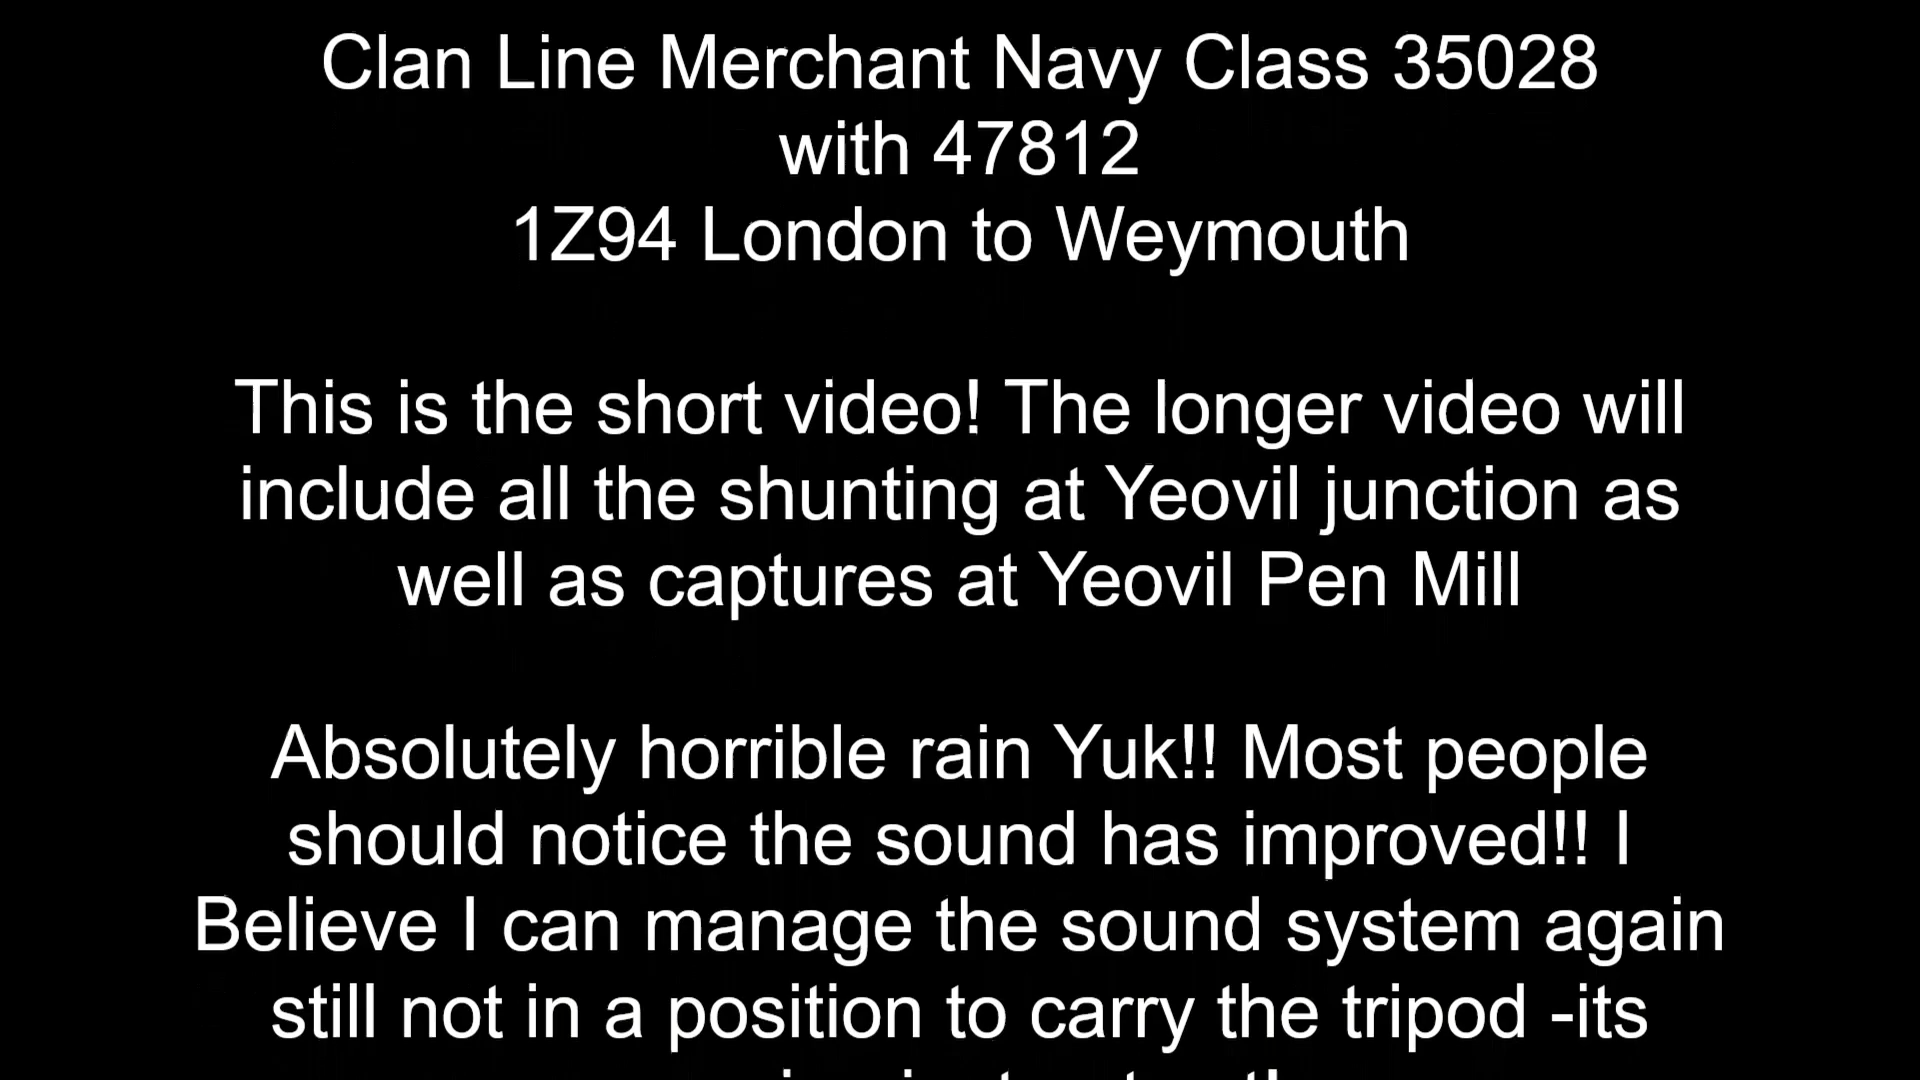 Clan Line Merchant Navy Class 35028
with 47812
1Z94 London to Weymouth
This is the short video! The longer video will
include all the shunting at Yeovil junction as
well as captures at Yeovil Pen Mill
Absolutely horrible rain Yuk!! Most people
should notice the sound has improved!! I
Believe I can manage the sound system again
still not in a position to carry the tripod -its